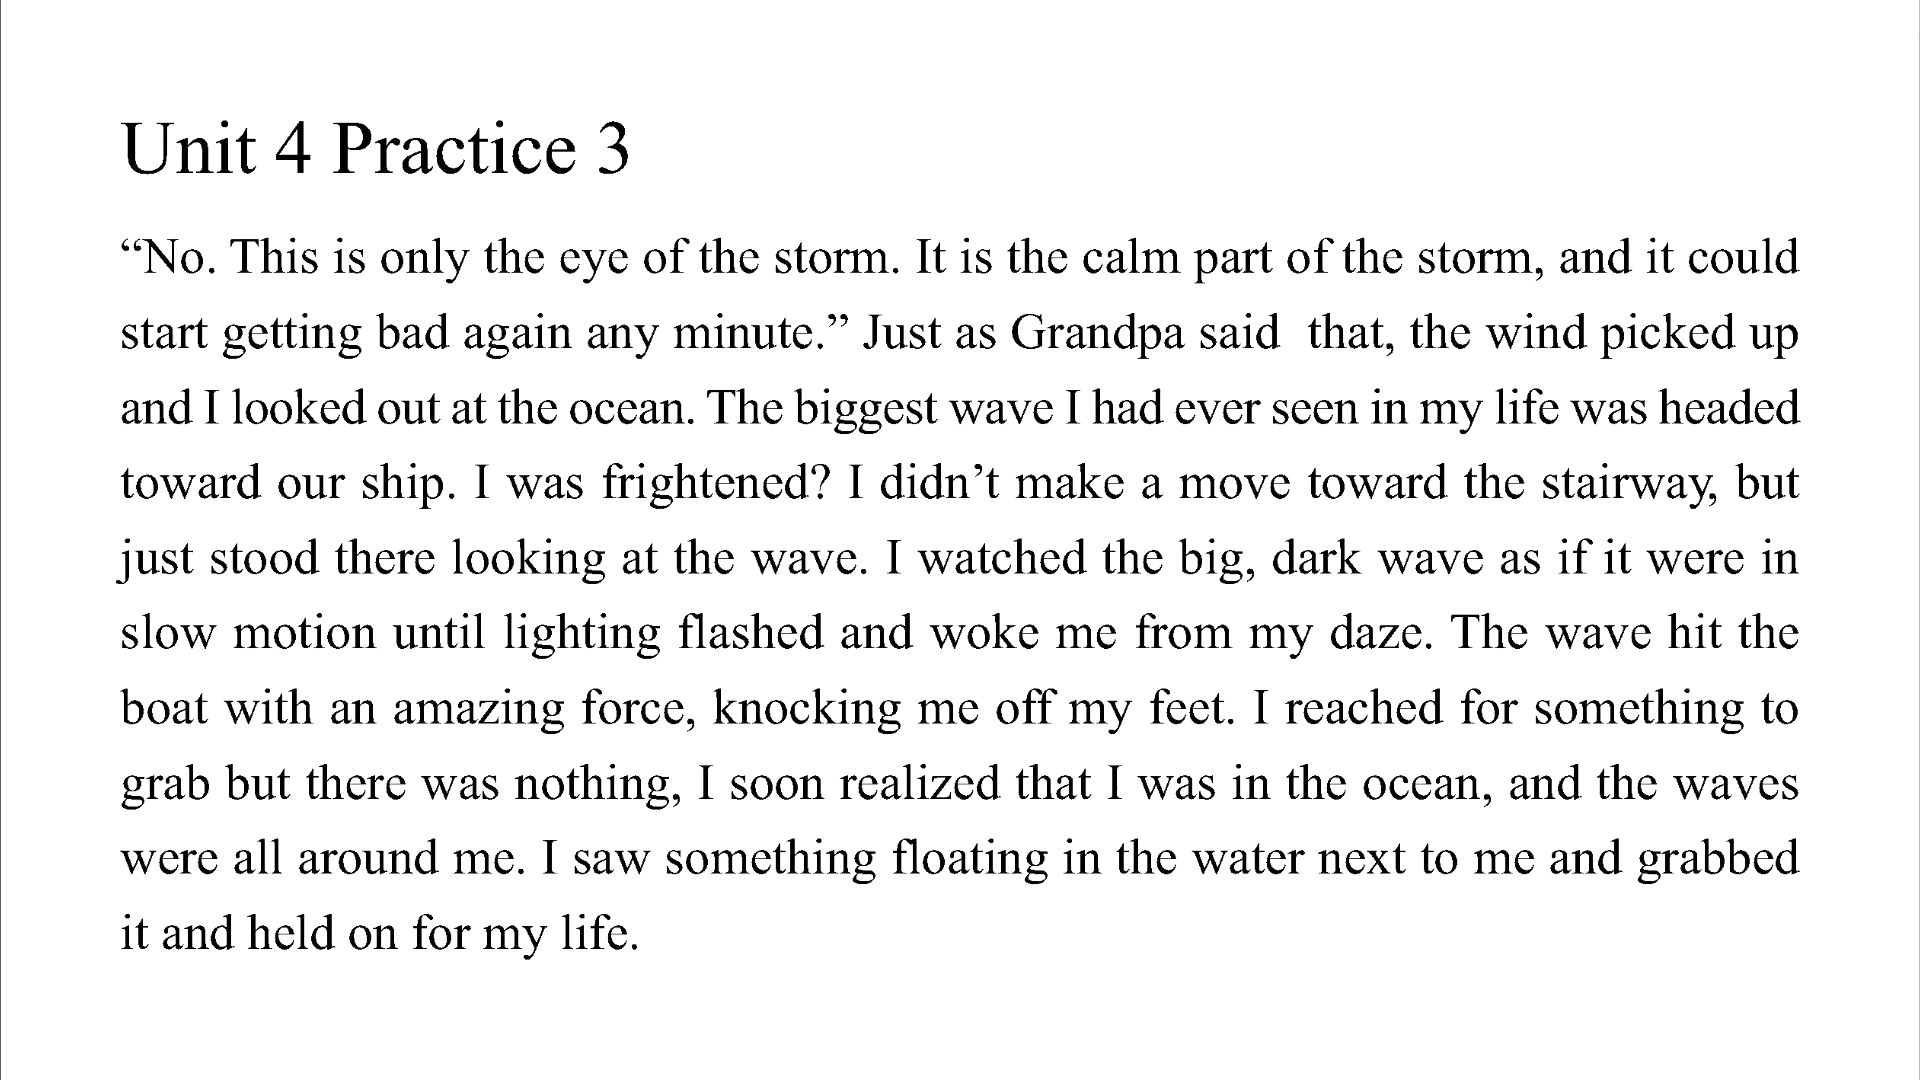 Unit 4 Practice 3
“No. This is only the eye of the storm. It is the calm part of the storm, and it could
start getting bad again any minute.” Just as Grandpa said  that, the wind picked up
and I looked out at the ocean. The biggest wave I had ever seen in my life was headed
toward our ship. I was frightened? I didn’t make a move toward the stairway, but
just stood there looking at the wave. I watched the big, dark wave as if it were in
slow motion until lighting flashed and woke me from my daze. The wave hit the
boat with an amazing force, knocking me off my feet. I reached for something to
grab but there was nothing, I soon realized that I was in the ocean, and the waves
were all around me. I saw something floating in the water next to me and grabbed
it and held on for my life.